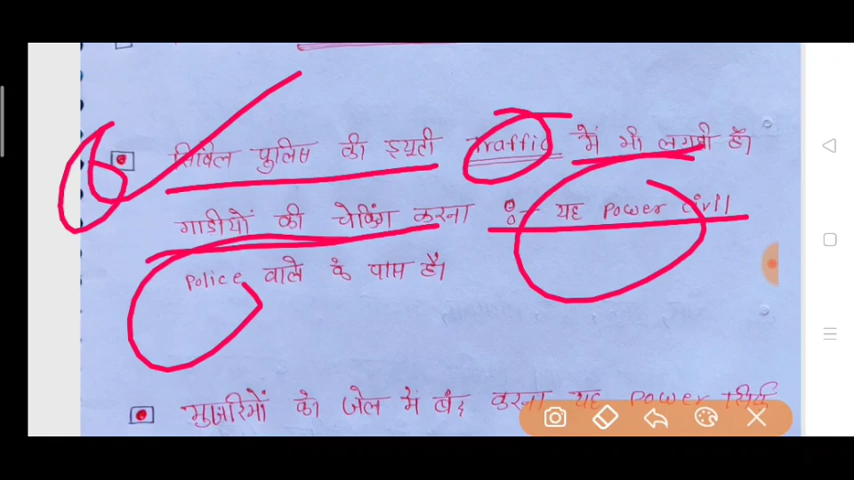 सिविल पुलिस की ड्यूटी Traffic में भी लगती है।
गाडीयों की चेकिंग करना :- यह Power Civil
Police वाले के पास है।
मुजरिमों को जेल में बंद करना यह Power सिर्फ